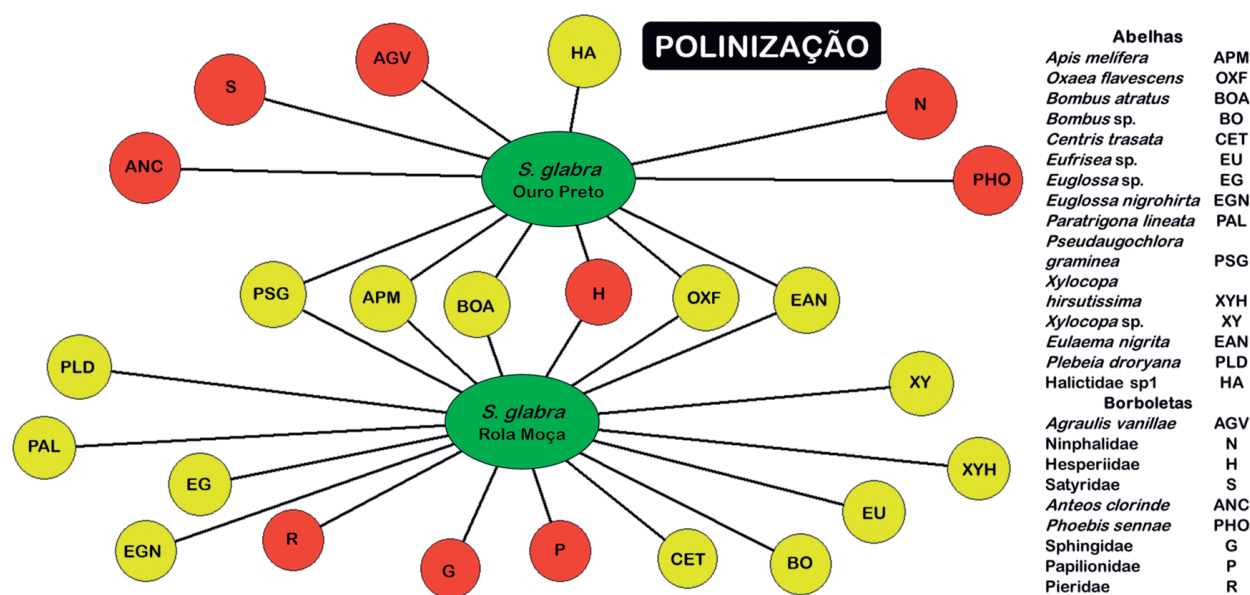 POLINIZAÇÃO
HA
AGV
S
N
ANC
PHO
S. glabra
Ouro Preto
PSG
APM
BOA
H
OXF
EAN
PLD
XY
S. glabra
Rola Moça
PAL
XYH
EG
EU
R
EGN
G
P
CET
BO
Abelhas
Apis melífera APM
Oxaea flavescens OXF
Bombus atratus BOA
Bombus sp. BO
Centris trasata CET
Eufrisea sp. EU
Euglossa sp. EG
Euglossa nigrohirta EGN
Paratrigona lineata PAL
Pseudaugochlora
graminea PSG
Xylocopa
hirsutissima XYH
Xylocopa sp. XY
Eulaema nigrita EAN
Plebeia droryana PLD
Halictidae sp1 HA
Borboletas
Agraulis vanillae AGV
Ninphalidae N
Hesperiidae H
Satyridae S
Anteos clorinde ANC
Phoebis sennae PHO
Sphingidae G
Papilionidae P
Pieridae R